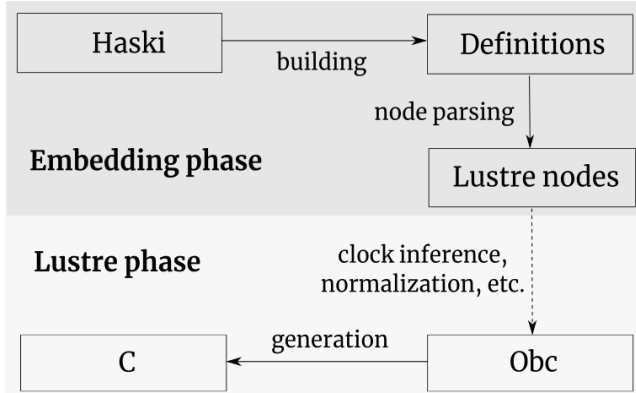 Haski
building
Definitions
node parsing
Embedding phase
Lustre nodes
Lustre phase
clock inference,
normalization, etc.
C
generation
Obc